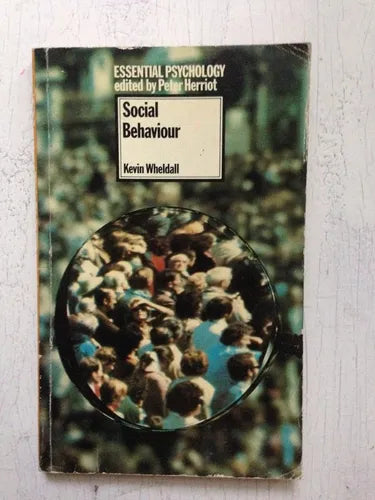 ESSENTIAL PSYCHOLOGY
edited by Peter Herriot
Social
Behaviour
Kevin Wheldall